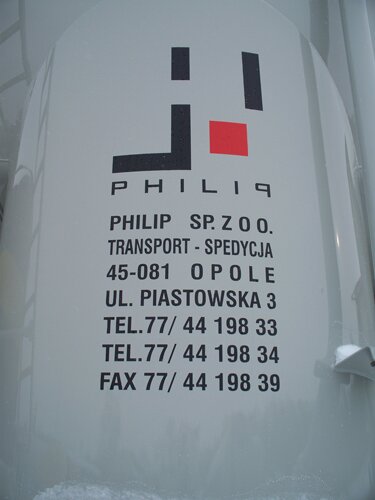 PHILIP
PHILIP SP. Z O O.
TRANSPORT - SPEDYCJA
45-081 OPOLE
UL. PIASTOWSKA 3
TEL.77/ 44 198 33
TEL.77/ 44 198 34
FAX 77/ 44 198 39